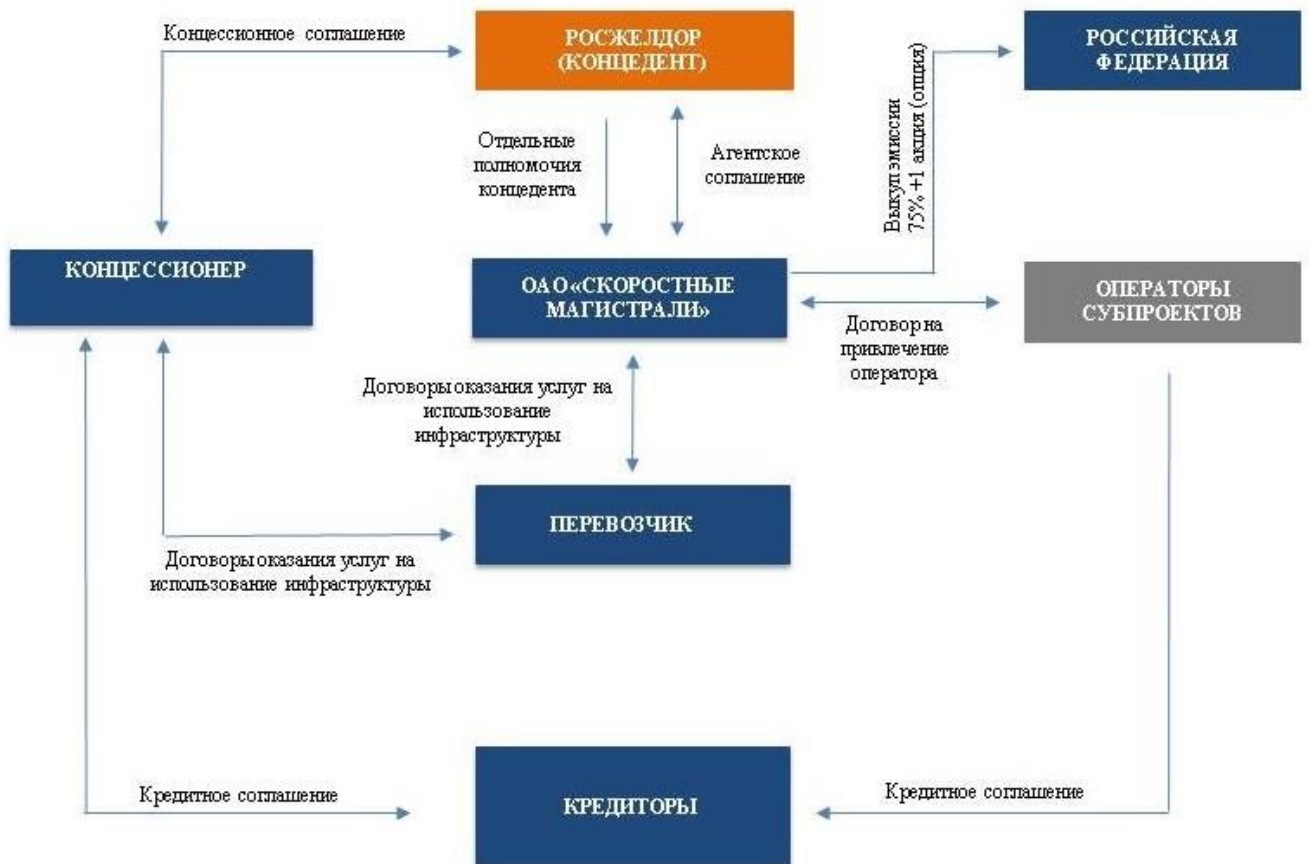 Концессионное соглашение
РОСЖЕЛДОР
(КОНЦЕДЕНТ)
РОССИЙСКАЯ
ФЕДЕРАЦИЯ
Отдельные
полномочия
концедента
Агентское
соглашение
Выкуп эмиссии
75% +1 акция (опция)
КОНЦЕССИОНЕР
ОАО «СКОРОСТНЫЕ
МАГИСТРАЛИ»
ОПЕРАТОРЫ
СУБПРОЕКТОВ
Договор на
привлечение
оператора
Договоры оказания услуг на
использование
инфраструктуры
ПЕРЕВОЗЧИК
Договоры оказания услуг на
использование инфраструктуры
Кредитное соглашение
КРЕДИТОРЫ
Кредитное соглашение